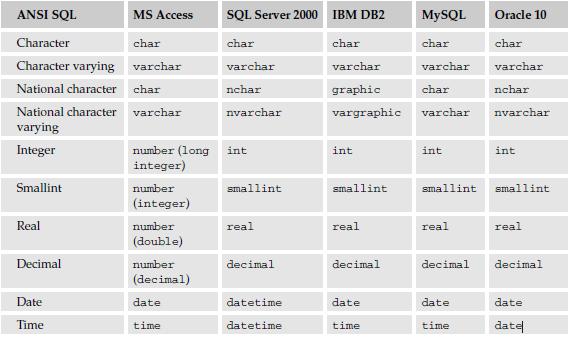 ANSI SQL MS Access SQL Server 2000 IBM DB2 MySQL Oracle 10
Character char char char char char
Character varying varchar varchar varchar varchar varchar
National character char nchar graphic char nchar
National character varchar nvarchar vargraphic varchar nvarchar
varying
Integer number (long int int int int
integer)
Smallint number smallint smallint smallint smallint
(integer)
Real number real real real real
(double)
Decimal number decimal decimal decimal decimal
(decimal)
Date date datetime date date date
Time time datetime time time date